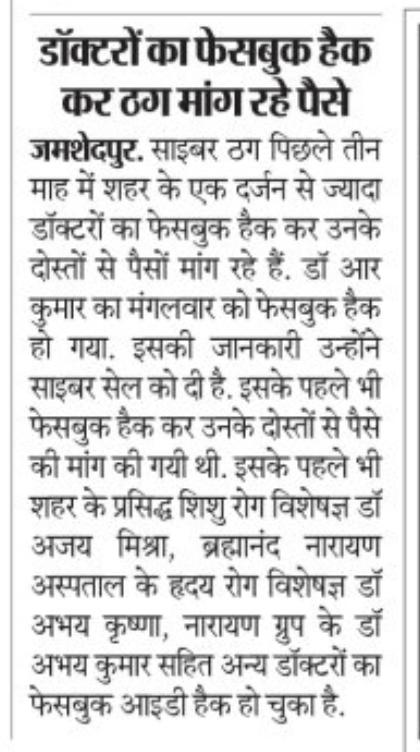 डॉक्टरों का फेसबुक हैक
कर ठग मांग रहे पैसे
जमशेदपुर. साइबर ठग पिछले तीन
माह में शहर के एक दर्जन से ज्यादा
डॉक्टरों का फेसबुक हैक कर उनके
दोस्तों से पैसों मांग रहे हैं. डॉ आर
कुमार का मंगलवार को फेसबुक हैक
हो गया. इसकी जानकारी उन्होंने
साइबर सेल को दी है. इसके पहले भी
फेसबुक हैक कर उनके दोस्तों से पैसे
की मांग की गयी थी. इसके पहले भी
शहर के प्रसिद्ध शिशु रोग विशेषज्ञ डॉ
अजय मिश्रा, ब्रह्मानंद नारायण
अस्पताल के हृदय रोग विशेषज्ञ डॉ
अभय कृष्णा, नारायण ग्रुप के डॉ
अभय कुमार सहित अन्य डॉक्टरों का
फेसबुक आइडी हैक हो चुका है.